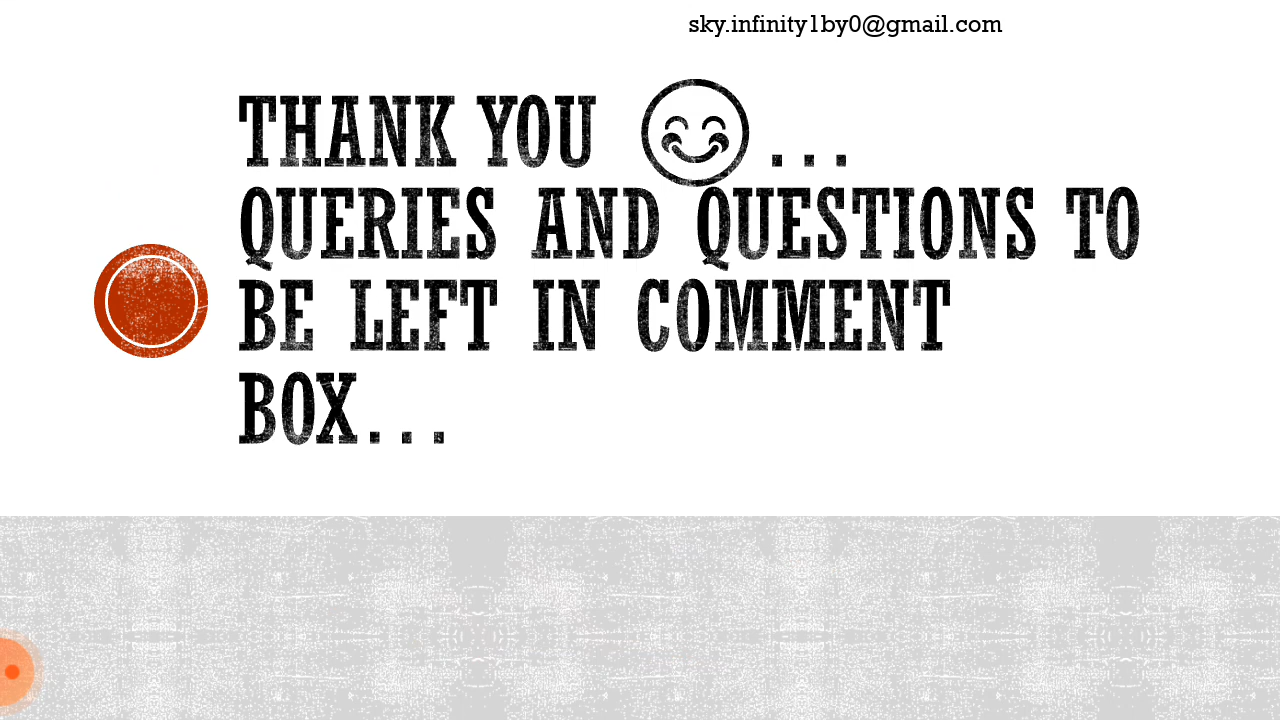 sky.infinity1by0@gmail.com
THANK YOU 😊...
QUERIES AND QUESTIONS TO
BE LEFT IN COMMENT
BOX...